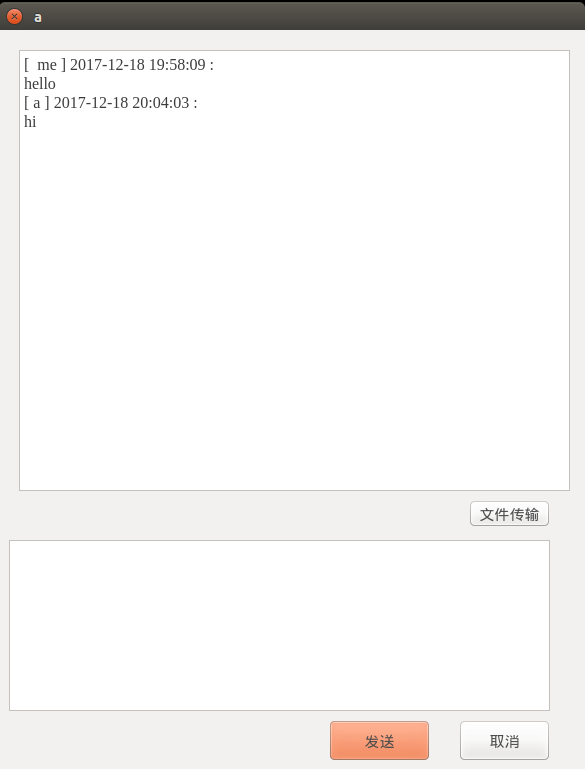 a
[  me ] 2017-12-18 19:58:09 :
hello
[ a ] 2017-12-18 20:04:03 :
hi
文件传输
发送
取消